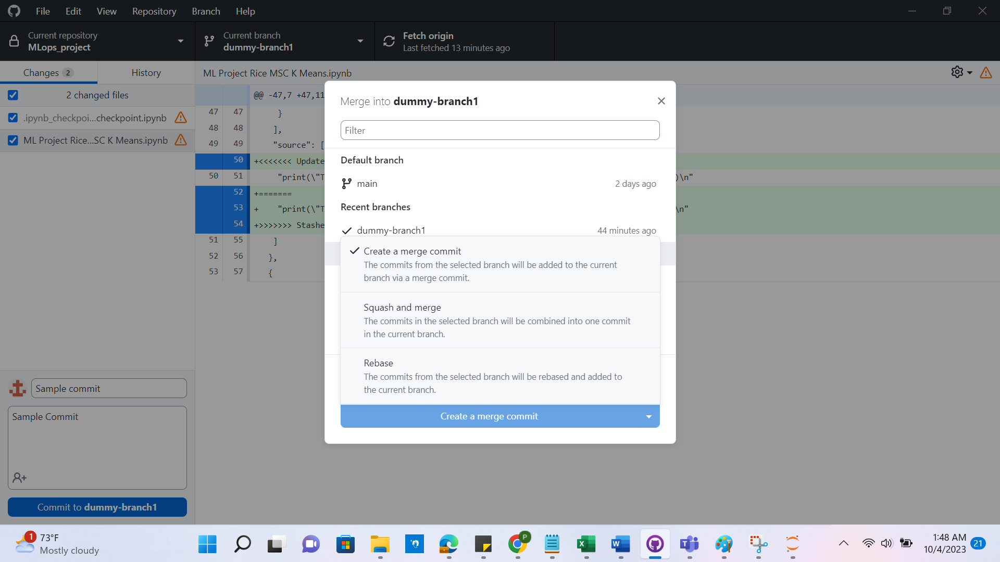 File Edit View Repository Branch Help
Current repository
MLops_project
Current branch
dummy-branch1
Fetch origin
Last fetched 13 minutes ago
Changes 2
History
ML Project Rice MSC K Means.ipynb
2 changed files
.ipynb_checkpoi...checkpoint.ipynb
ML Project Rice...SC K Means.ipynb
@@ -47,7 +47,11
47 47 }
48 48 ],
49 49 "source": [
50 +<<<<<<< Update
50 51 "print(\"T )\n"
52 +=======
53 + "print(\"T \n"
54 +>>>>>>> Stashe
51 55 ]
52 56 },
53 57 {
Merge into dummy-branch1
Filter
Default branch
main 2 days ago
Recent branches
dummy-branch1 44 minutes ago
Create a merge commit
The commits from the selected branch will be added to the current
branch via a merge commit.
Squash and merge
The commits in the selected branch will be combined into one commit
in the current branch.
Rebase
The commits from the selected branch will be rebased and added to
the current branch.
Create a merge commit
Sample commit
Sample Commit
Commit to dummy-branch1
1
73°F
Mostly cloudy
P
X
W
T
1:48 AM
10/4/2023
21